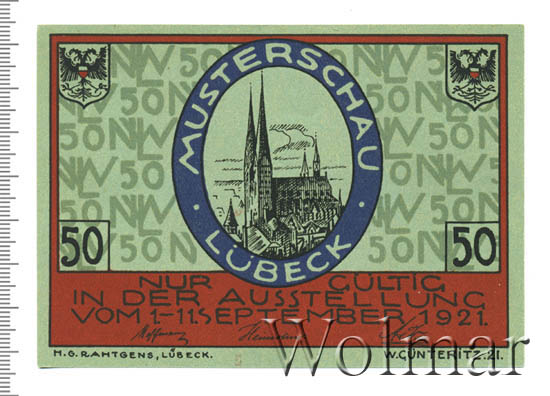 MUSTERSCHAU
· LÜBECK ·
50
50
NUR GÜLTIG
IN DER AUSSTELLUNG
VOM 1.-11. SEPTEMBER 1921.
H.G. RAHTGENS, LÜBECK.
W. GÜNTERITZ. 21.
Wolmar